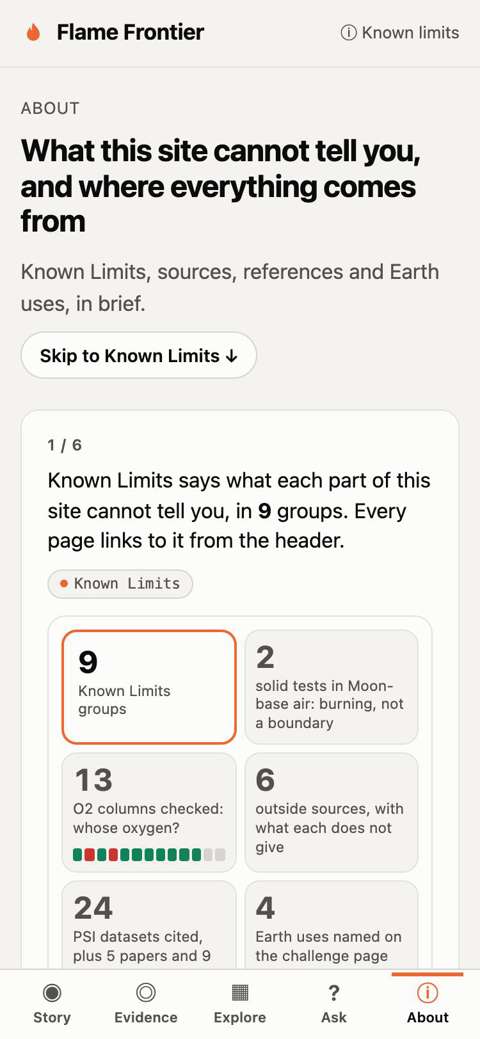 Flame Frontier
ⓘ Known limits
ABOUT
What this site cannot tell you,
and where everything comes
from
Known Limits, sources, references and Earth
uses, in brief.
Skip to Known Limits ↓
1 / 6
Known Limits says what each part of this
site cannot tell you, in 9 groups. Every
page links to it from the header.
Known Limits
9
Known Limits
groups
2
solid tests in Moon-
base air: burning, not
a boundary
13
O2 columns checked:
whose oxygen?
6
outside sources, with
what each does not
give
24
PSI datasets cited,
plus 5 papers and 9
4
Earth uses named on
the challenge page
Story
Evidence
Explore
? Ask
ⓘ About